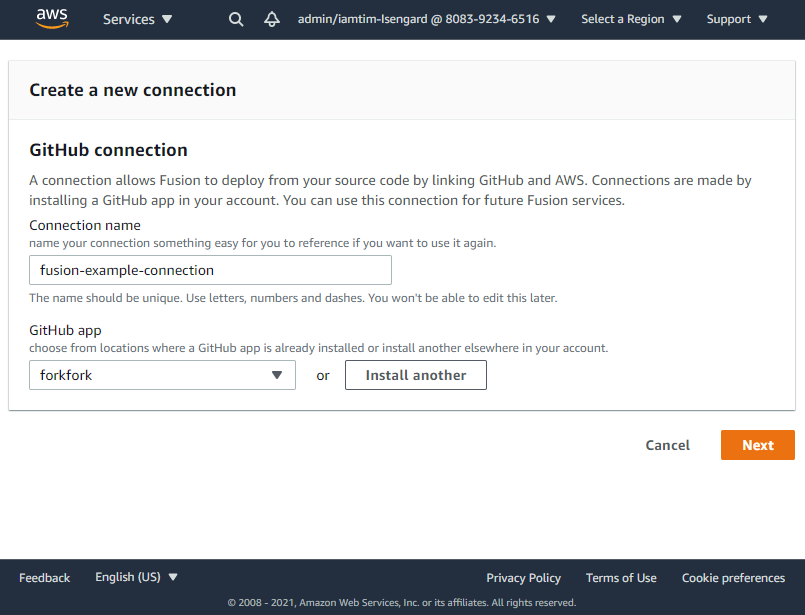 aws Services admin/iamtim-Isengard @ 8083-9234-6516 Select a Region Support
Create a new connection
GitHub connection
A connection allows Fusion to deploy from your source code by linking GitHub and AWS. Connections are made by
installing a GitHub app in your account. You can use this connection for future Fusion services.
Connection name
name your connection something easy for you to reference if you want to use it again.
fusion-example-connection
The name should be unique. Use letters, numbers and dashes. You won't be able to edit this later.
GitHub app
choose from locations where a GitHub app is already installed or install another elsewhere in your account.
forkfork or Install another
Cancel Next
Feedback English (US) Privacy Policy Terms of Use Cookie preferences
© 2008 - 2021, Amazon Web Services, Inc. or its affiliates. All rights reserved.